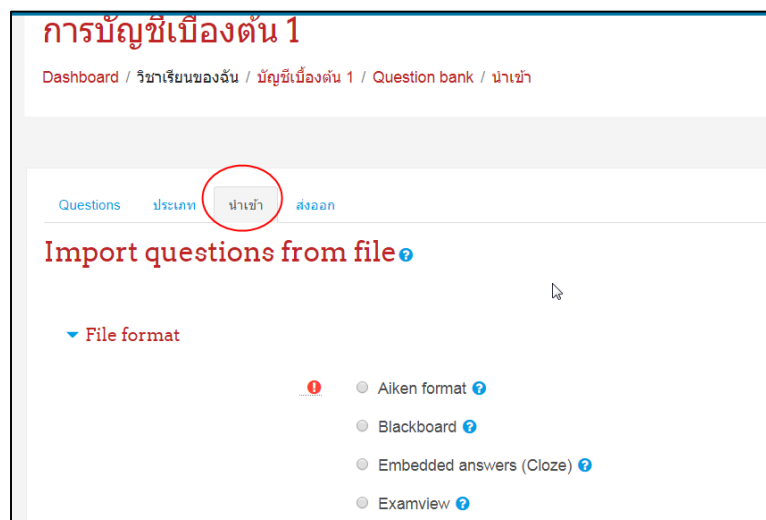 การบัญชีเบื้องต้น 1
Dashboard / วิชาเรียนของฉัน / บัญชีเบื้องต้น 1 / Question bank / นำเข้า
Questions ประเภท นำเข้า ส่งออก
Import questions from file
File format
Aiken format
Blackboard
Embedded answers (Cloze)
Examview